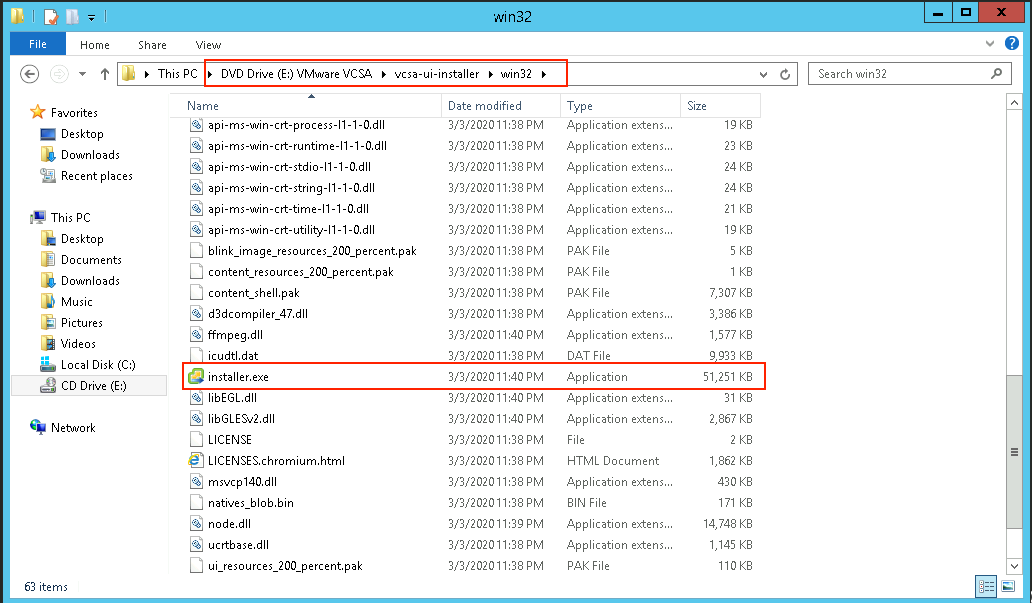 win32
File Home Share View
This PC DVD Drive (E:) VMware VCSA vcsa-ui-installer win32 Search win32
Favorites
Desktop
Downloads
Recent places
This PC
Desktop
Documents
Downloads
Music
Pictures
Videos
Local Disk (C:)
CD Drive (E:)
Network
Name Date modified Type Size
api-ms-win-crt-process-l1-1-0.dll 3/3/2020 11:38 PM Application extens... 19 KB
api-ms-win-crt-runtime-l1-1-0.dll 3/3/2020 11:38 PM Application extens... 23 KB
api-ms-win-crt-stdio-l1-1-0.dll 3/3/2020 11:38 PM Application extens... 24 KB
api-ms-win-crt-string-l1-1-0.dll 3/3/2020 11:38 PM Application extens... 24 KB
api-ms-win-crt-time-l1-1-0.dll 3/3/2020 11:38 PM Application extens... 21 KB
api-ms-win-crt-utility-l1-1-0.dll 3/3/2020 11:38 PM Application extens... 19 KB
blink_image_resources_200_percent.pak 3/3/2020 11:38 PM PAK File 5 KB
content_resources_200_percent.pak 3/3/2020 11:38 PM PAK File 1 KB
content_shell.pak 3/3/2020 11:38 PM PAK File 7,307 KB
d3dcompiler_47.dll 3/3/2020 11:38 PM Application extens... 3,386 KB
ffmpeg.dll 3/3/2020 11:40 PM Application extens... 1,577 KB
icudtl.dat 3/3/2020 11:38 PM DAT File 9,933 KB
installer.exe 3/3/2020 11:40 PM Application 51,251 KB
libEGL.dll 3/3/2020 11:40 PM Application extens... 31 KB
libGLESv2.dll 3/3/2020 11:40 PM Application extens... 2,867 KB
LICENSE 3/3/2020 11:38 PM File 2 KB
LICENSES.chromium.html 3/3/2020 11:38 PM HTML Document 1,862 KB
msvcp140.dll 3/3/2020 11:38 PM Application extens... 430 KB
natives_blob.bin 3/3/2020 11:38 PM BIN File 171 KB
node.dll 3/3/2020 11:39 PM Application extens... 14,748 KB
ucrtbase.dll 3/3/2020 11:38 PM Application extens... 1,145 KB
ui_resources_200_percent.pak 3/3/2020 11:38 PM PAK File 110 KB
63 items